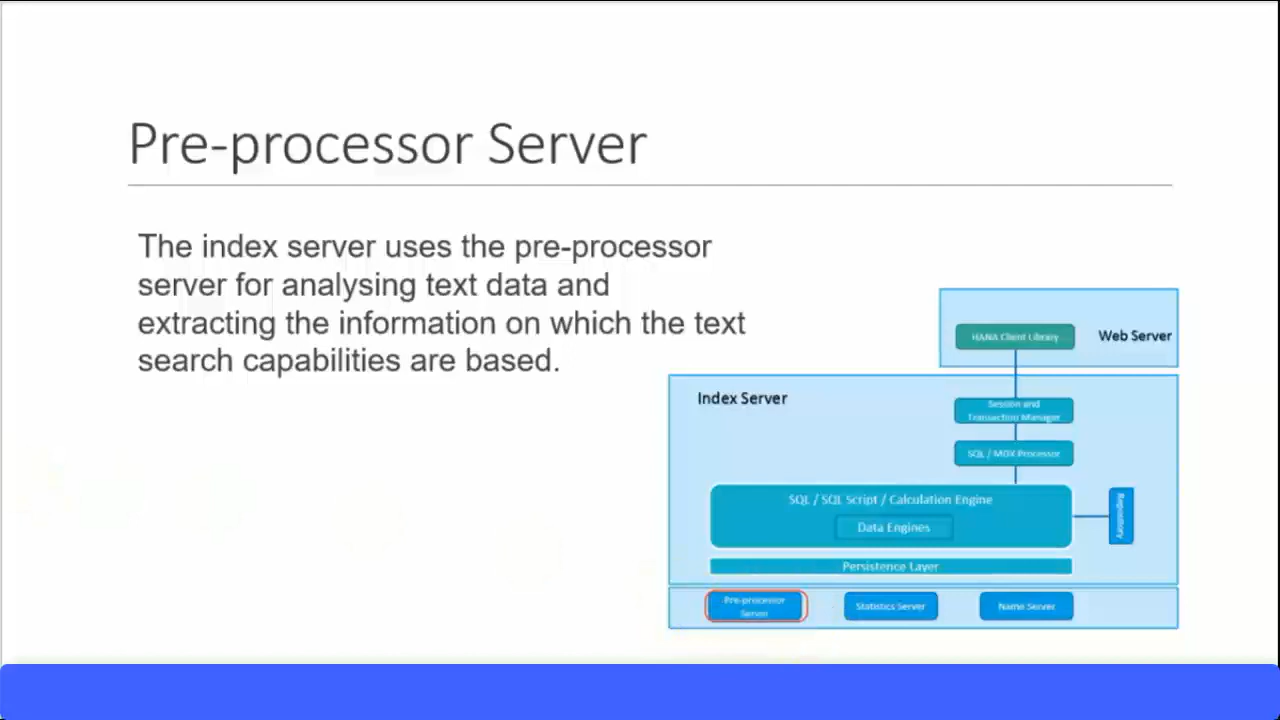 Pre-processor Server
The index server uses the pre-processor
server for analysing text data and
extracting the information on which the text
search capabilities are based.
HANA Client Library
Web Server
Index Server
Session and
Transaction Manager
SQL / MDX Processor
SQL / SQL Script / Calculation Engine
Data Engines
Repository
Persistence Layer
Pre-processor
Server
Statistics Server
Name Server